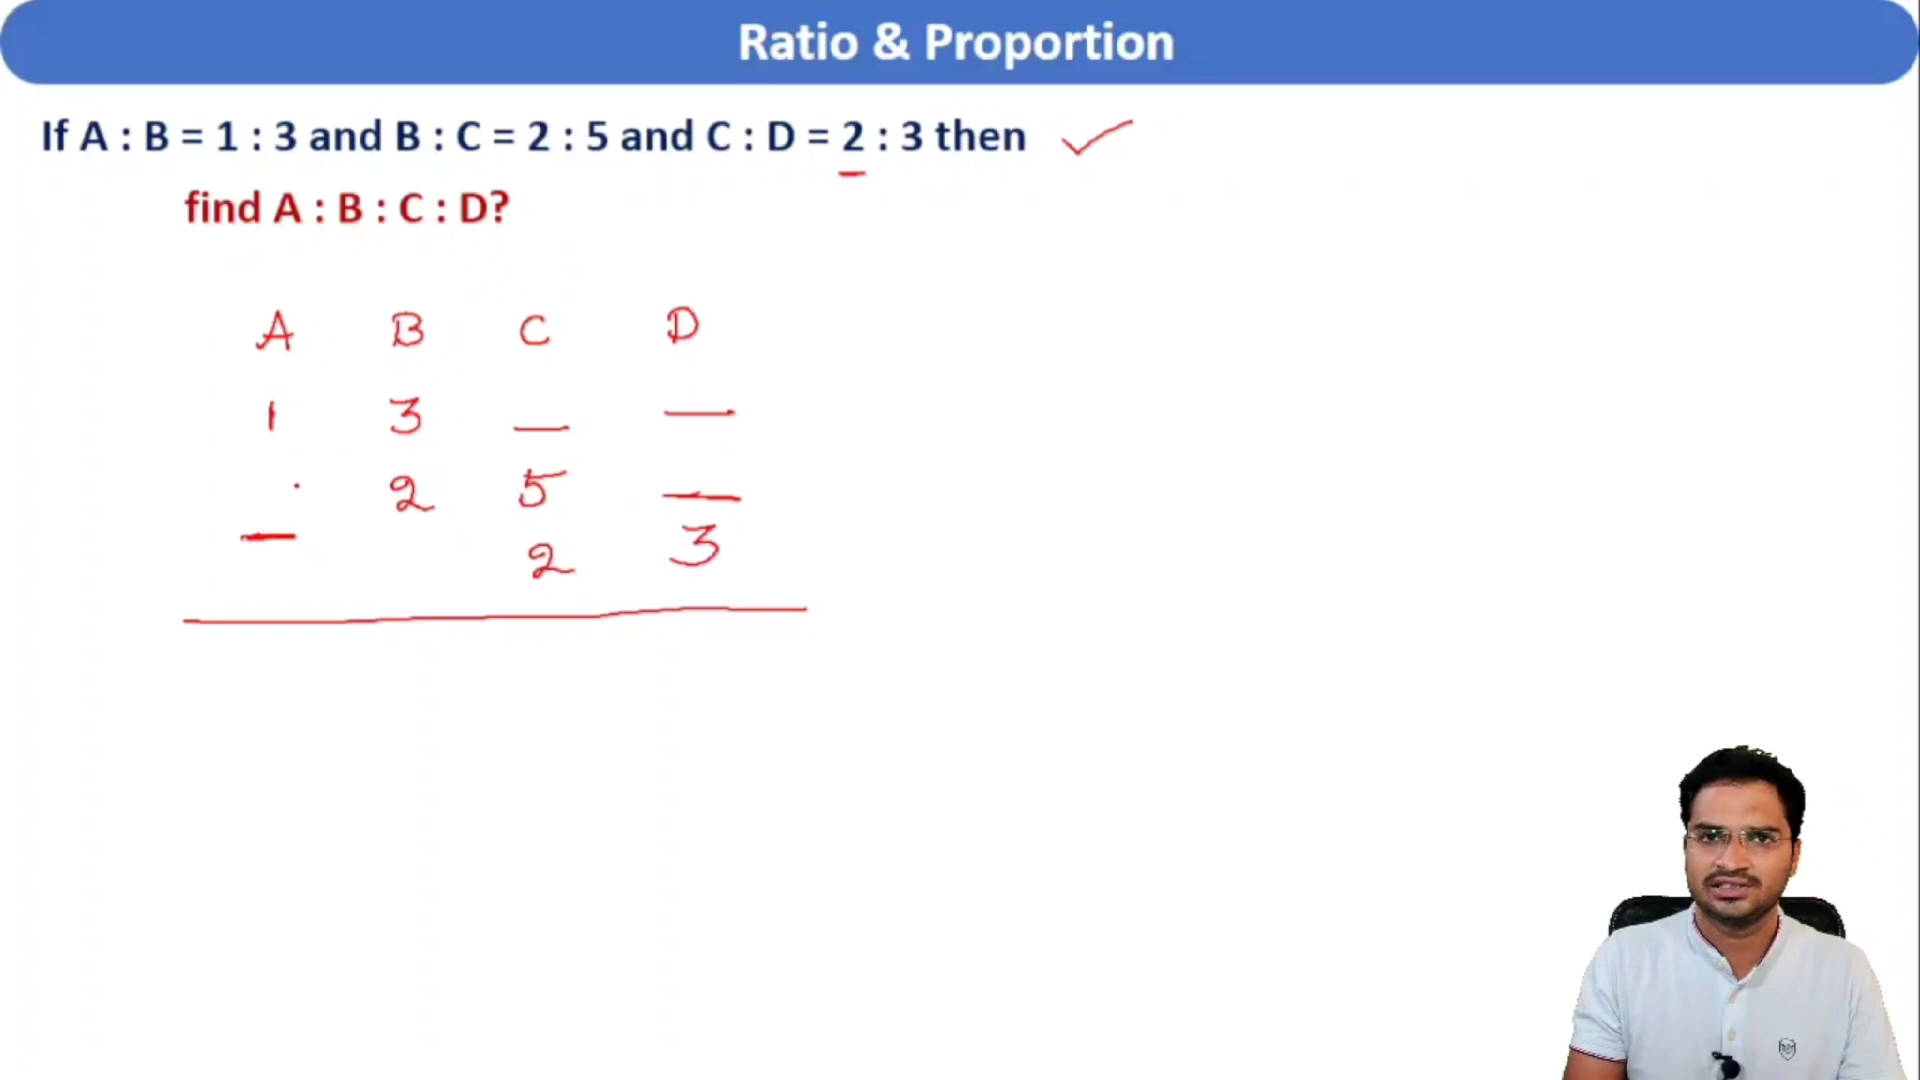 Ratio & Proportion
If A : B = 1 : 3 and B : C = 2 : 5 and C : D = 2 : 3 then
find A : B : C : D?
A B C D
1 3 _ _
2 5 _
_ 2 3